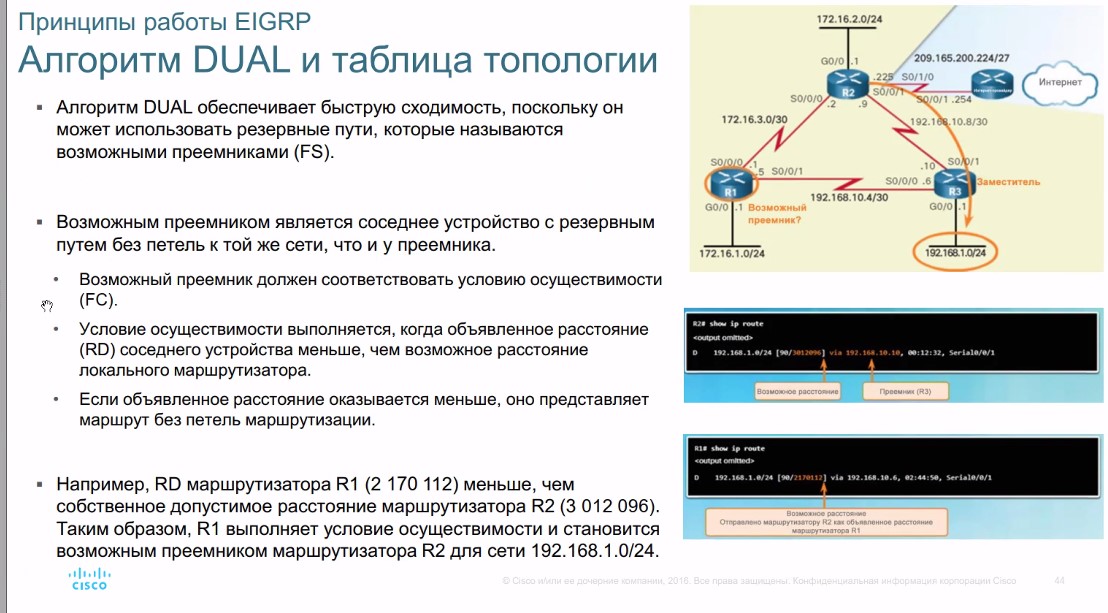 Принципы работы EIGRP
Алгоритм DUAL и таблица топологии
▪ Алгоритм DUAL обеспечивает быструю сходимость, поскольку он
может использовать резервные пути, которые называются
возможными преемниками (FS).
▪ Возможным преемником является соседнее устройство с резервным
путем без петель к той же сети, что и у преемника.
• Возможный преемник должен соответствовать условию осуществимости
(FC).
• Условие осуществимости выполняется, когда объявленное расстояние
(RD) соседнего устройства меньше, чем возможное расстояние
локального маршрутизатора.
• Если объявленное расстояние оказывается меньше, оно представляет
маршрут без петель маршрутизации.
▪ Например, RD маршрутизатора R1 (2 170 112) меньше, чем
собственное допустимое расстояние маршрутизатора R2 (3 012 096).
Таким образом, R1 выполняет условие осуществимости и становится
возможным преемником маршрутизатора R2 для сети 192.168.1.0/24.
172.16.2.0/24
G0/0 .1
209.165.200.224/27
R2
.225 S0/1/0
Интернет
S0/0/0 .2
.9
S0/0/1
S0/0/1 .254
172.16.3.0/30
192.168.10.8/30
S0/0/0 .1
.5 S0/0/1
.10 S0/0/1
S0/0/0 .6
R1
R3
Заместитель
192.168.10.4/30
Возможный
преемник?
G0/0 .1
G0/0 .1
172.16.1.0/24
192.168.1.0/24
R2# show ip route
<output omitted>
D 192.168.1.0/24 [90/3012096] via 192.168.10.10, 00:12:32, Serial0/0/1
Возможное расстояние
Преемник (R3)
R1# show ip route
<output omitted>
D 192.168.1.0/24 [90/2170112] via 192.168.10.6, 02:44:50, Serial0/0/1
Возможное расстояние
Отправлено маршрутизатору R2 как объявленное расстояние
маршрутизатора R1
CISCO
© Cisco и/или ее дочерние компании, 2016. Все права защищены. Конфиденциальная информация корпорации Cisco
44